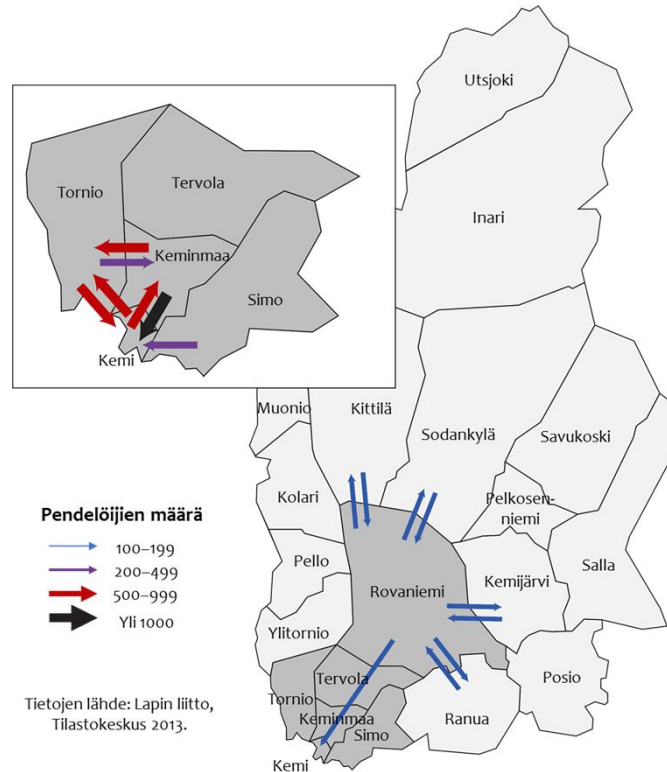 Utsjoki
Inari
Tornio
Tervola
Keminmaa
Simo
Kemi
Muonio
Kittilä
Sodankylä
Savukoski
Kolari
Pelkosen-
niemi
Pello
Salla
Kemijärvi
Rovaniemi
Ylitornio
Posio
Tervola
Tornio
Ranua
Keminmaa
Simo
Kemi
Pendelöijien määrä
100–199
200–499
500–999
Yli 1000
Tietojen lähde: Lapin liitto,
Tilastokeskus 2013.